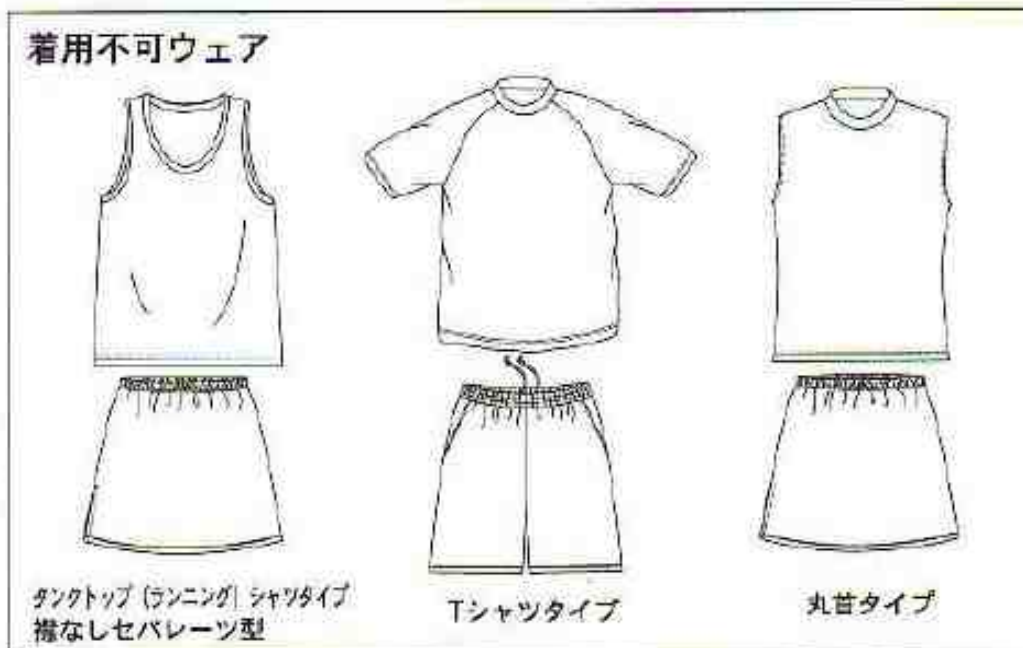 着用不可ウェア
タンクトップ (ランニング) シャツタイプ
襟なしセパレーツ型
Tシャツタイプ
丸首タイプ